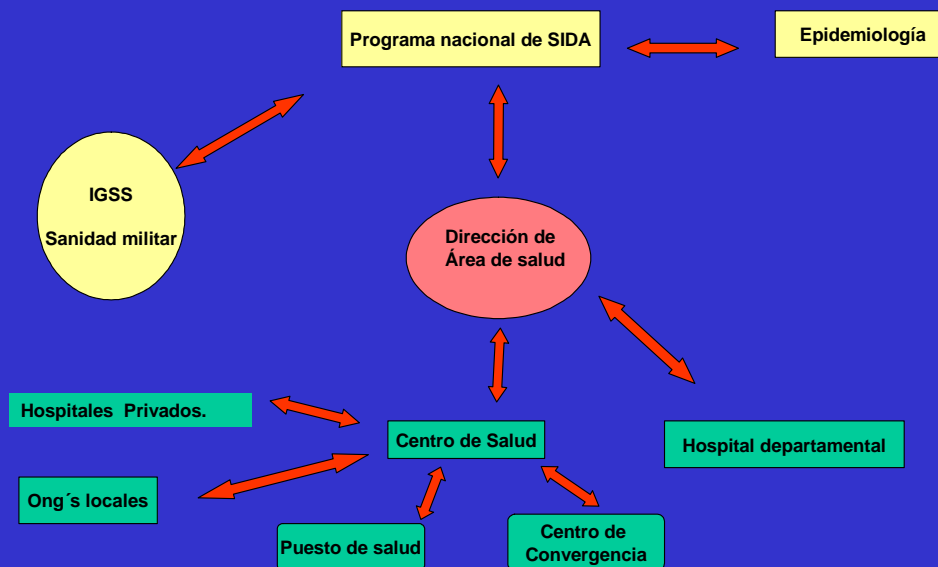 Programa nacional de SIDA
Epidemiología
IGSS
Sanidad militar
Dirección de
Área de salud
Hospitales Privados.
Centro de Salud
Hospital departamental
Ong´s locales
Puesto de salud
Centro de
Convergencia